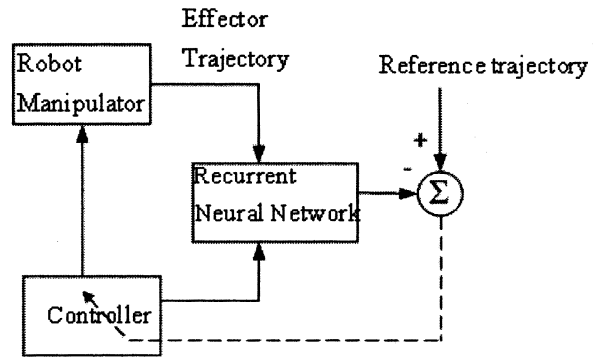 Effector
Trajectory
Robot
Manipulator
Reference trajectory
+
-
Σ
Recurrent
Neural Network
Controller